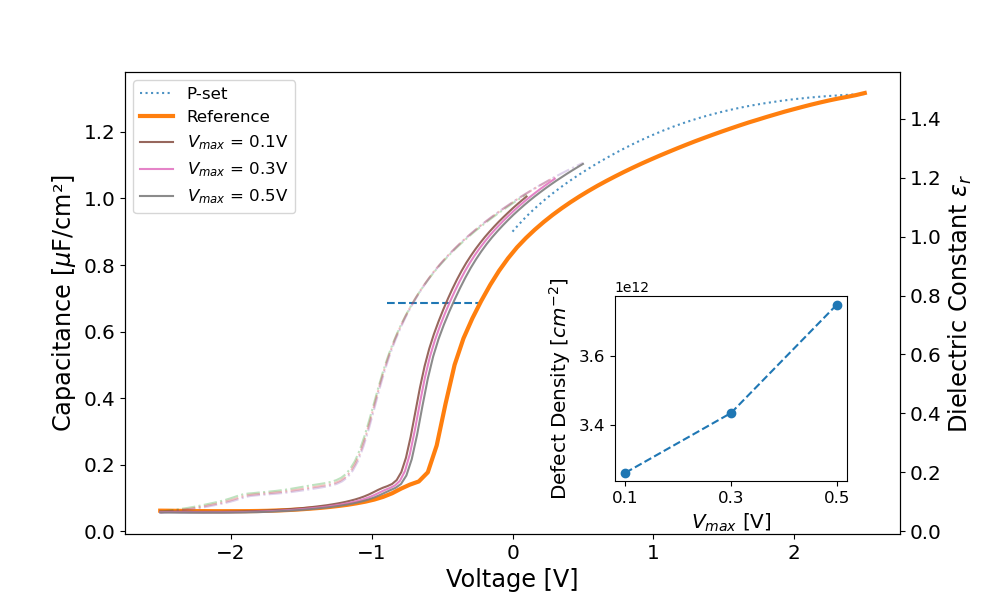 P-set
Reference
V_max = 0.1V
V_max = 0.3V
V_max = 0.5V
Capacitance [μF/cm²]
0.0
0.2
0.4
0.6
0.8
1.0
1.2
−2
−1
0
1
2
Voltage [V]
Dielectric Constant ε_r
0.0
0.2
0.4
0.6
0.8
1.0
1.2
1.4
1e12
Defect Density [cm⁻²]
3.6
3.4
0.1
0.3
0.5
V_max [V]